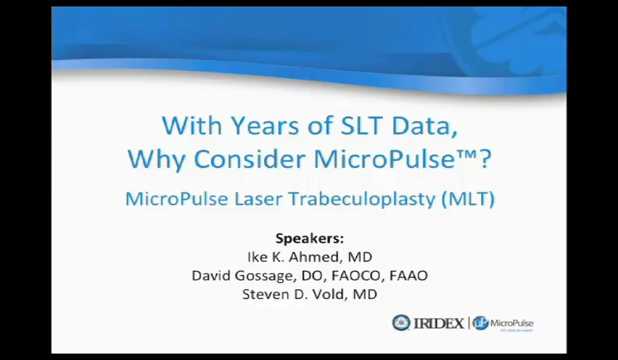 With Years of SLT Data,
Why Consider MicroPulse™?
MicroPulse Laser Trabeculoplasty (MLT)
Speakers:
Ike K. Ahmed, MD
David Gossage, DO, FAOCO, FAAO
Steven D. Vold, MD
IRIDEX | MicroPulse